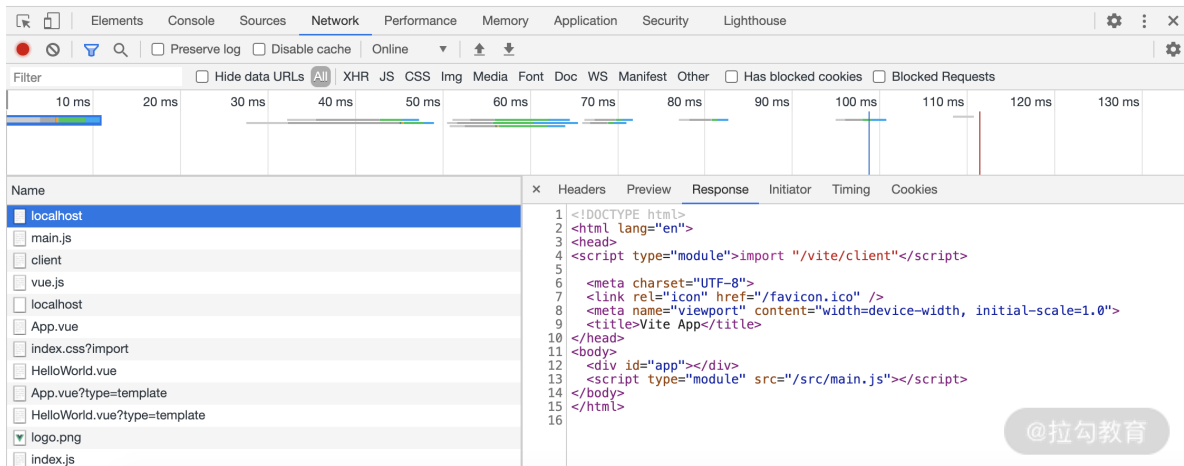 Elements Console Sources Network Performance Memory Application Security Lighthouse
Preserve log Disable cache Online
Filter Hide data URLs All XHR JS CSS Img Media Font Doc WS Manifest Other Has blocked cookies Blocked Requests
10 ms 20 ms 30 ms 40 ms 50 ms 60 ms 70 ms 80 ms 90 ms 100 ms 110 ms 120 ms 130 ms
Name
localhost
main.js
client
vue.js
localhost
App.vue
index.css?import
HelloWorld.vue
App.vue?type=template
HelloWorld.vue?type=template
logo.png
index.js
× Headers Preview Response Initiator Timing Cookies
1 <!DOCTYPE html>
2 <html lang="en">
3 <head>
4 <script type="module">import "/vite/client"</script>
5
6   <meta charset="UTF-8">
7   <link rel="icon" href="/favicon.ico" />
8   <meta name="viewport" content="width=device-width, initial-scale=1.0">
9   <title>Vite App</title>
10 </head>
11 <body>
12   <div id="app"></div>
13   <script type="module" src="/src/main.js"></script>
14 </body>
15 </html>
16
@拉勾教育